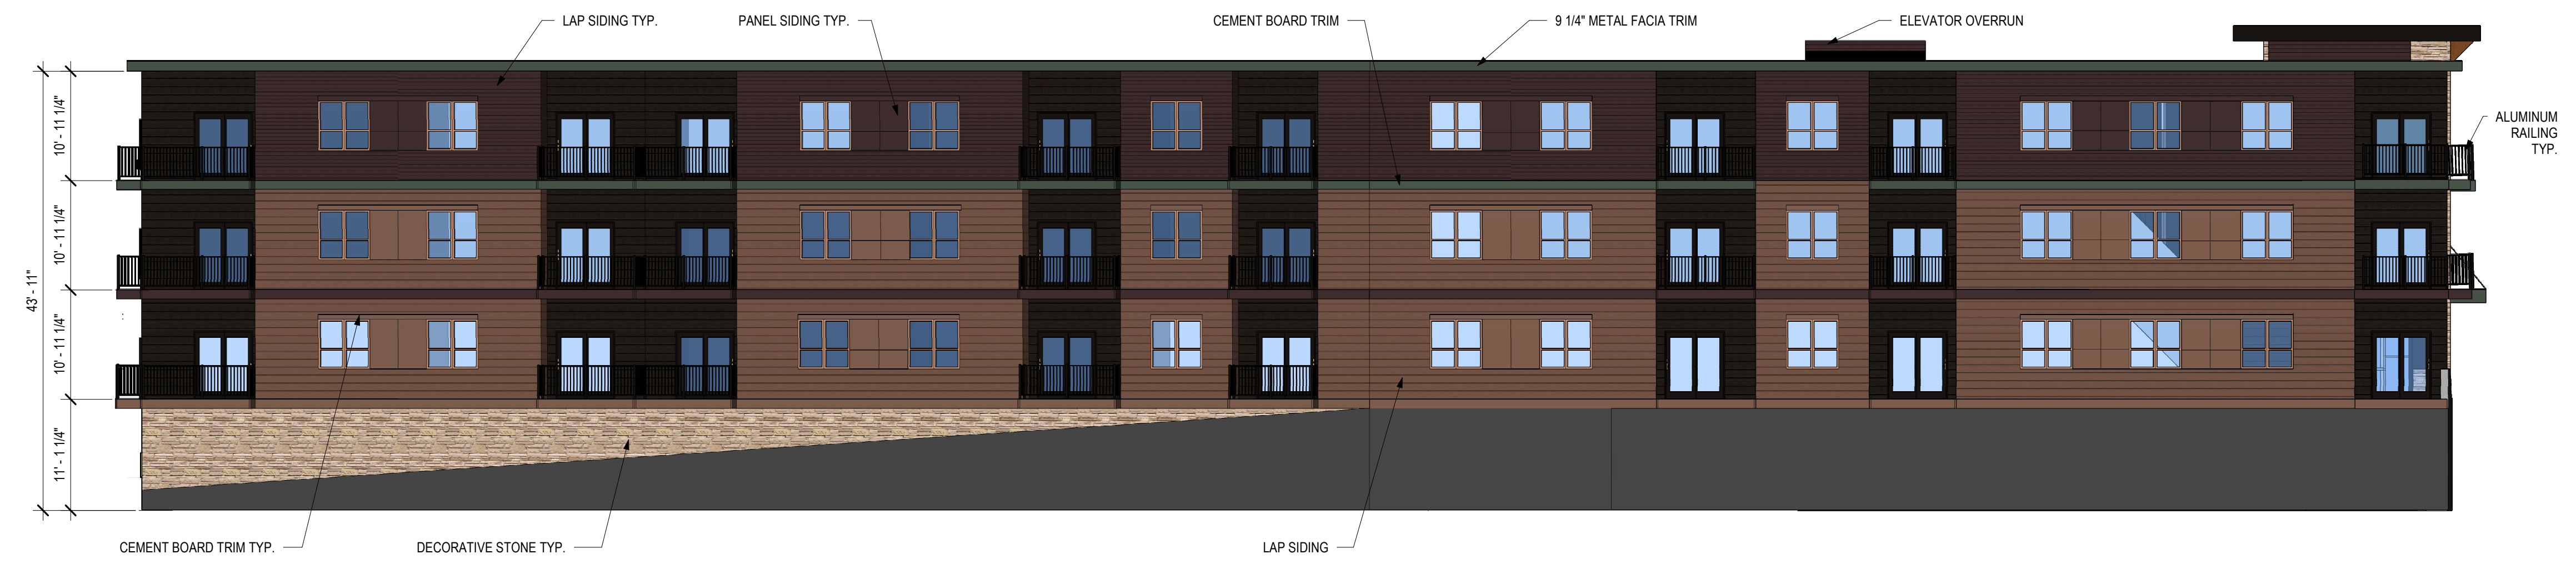 LAP SIDING TYP.
PANEL SIDING TYP.
CEMENT BOARD TRIM
9 1/4" METAL FACIA TRIM
ELEVATOR OVERRUN
ALUMINUM
RAILING
TYP.
10' - 11 1/4"
10' - 11 1/4"
10' - 11 1/4"
11' - 1 1/4"
43' - 11"
CEMENT BOARD TRIM TYP.
DECORATIVE STONE TYP.
LAP SIDING